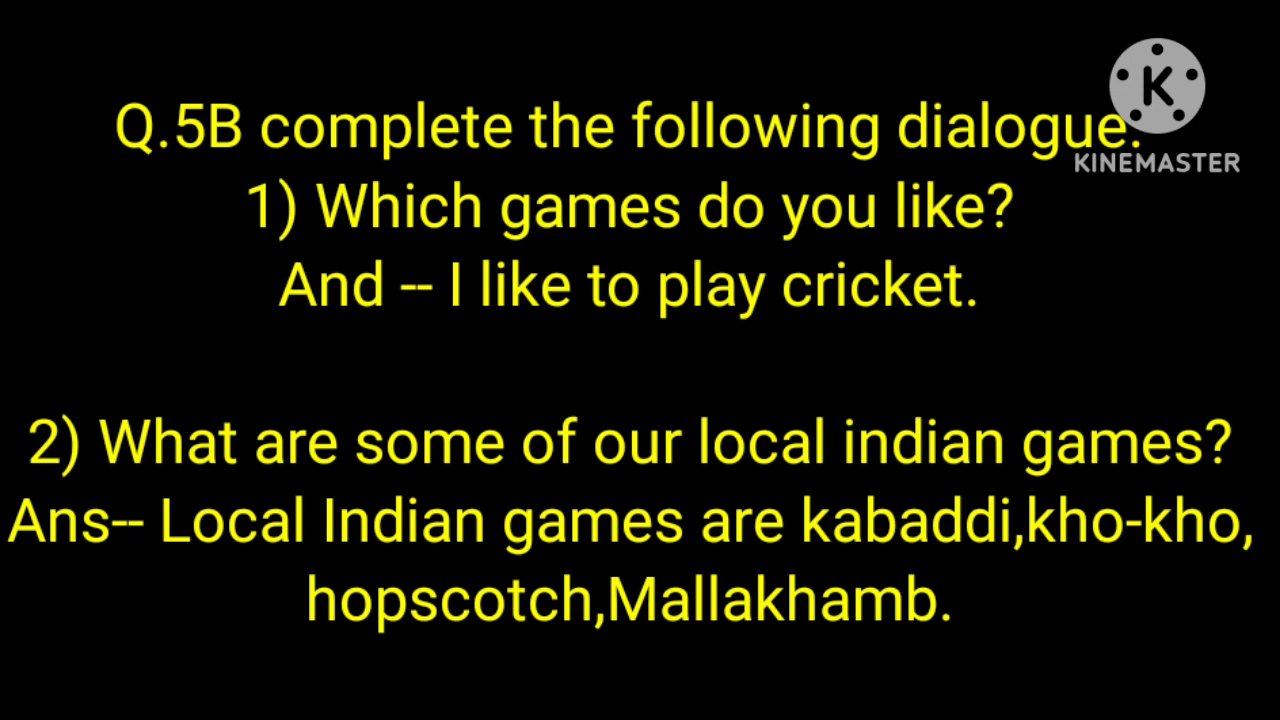 Q.5B complete the following dialogue.
K
KINEMASTER
1) Which games do you like?
And -- I like to play cricket.
2) What are some of our local indian games?
Ans-- Local Indian games are kabaddi,kho-kho,
hopscotch,Mallakhamb.